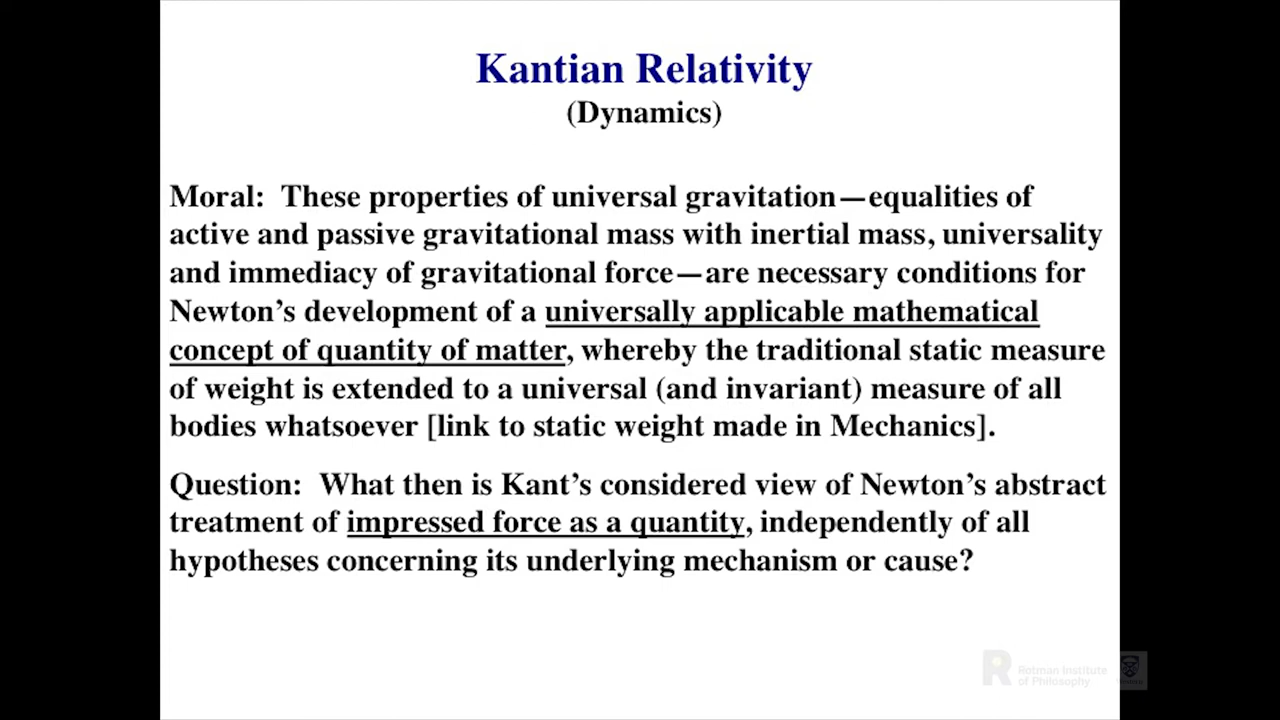 Kantian Relativity
(Dynamics)
Moral: These properties of universal gravitation—equalities of
active and passive gravitational mass with inertial mass, universality
and immediacy of gravitational force—are necessary conditions for
Newton's development of a universally applicable mathematical
concept of quantity of matter, whereby the traditional static measure
of weight is extended to a universal (and invariant) measure of all
bodies whatsoever [link to static weight made in Mechanics].
Question: What then is Kant's considered view of Newton's abstract
treatment of impressed force as a quantity, independently of all
hypotheses concerning its underlying mechanism or cause?
R Rotman Institute
of Philosophy